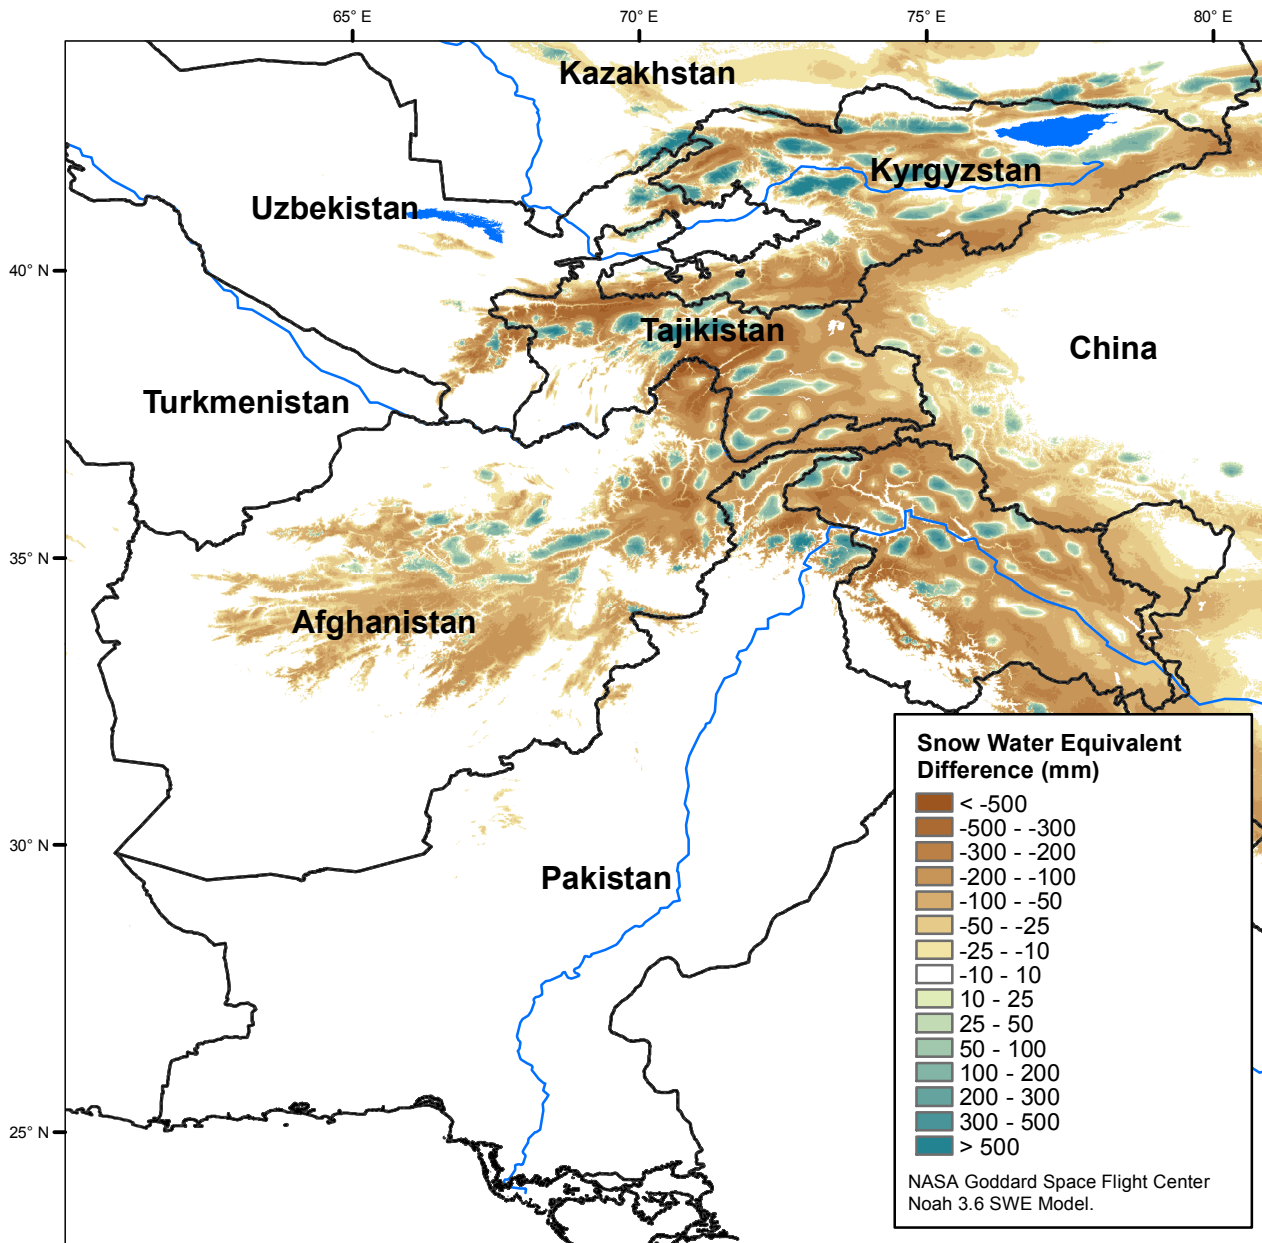 65° E
70° E
75° E
80° E
Kazakhstan
Kyrgyzstan
Uzbekistan
40° N
Tajikistan
China
Turkmenistan
35° N
Afghanistan
30° N
Pakistan
25° N
Snow Water Equivalent
Difference (mm)
< -500
-500 - -300
-300 - -200
-200 - -100
-100 - -50
-50 - -25
-25 - -10
-10 - 10
10 - 25
25 - 50
50 - 100
100 - 200
200 - 300
300 - 500
> 500
NASA Goddard Space Flight Center
Noah 3.6 SWE Model.